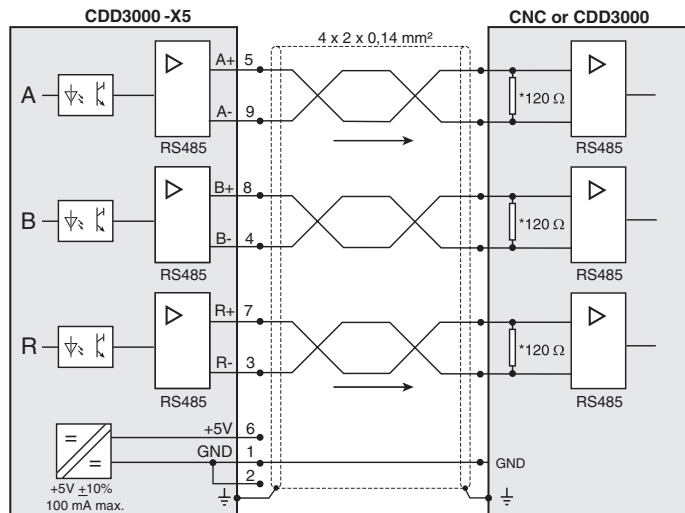 CDD3000 -X5
CNC or CDD3000
4 x 2 x 0,14 mm²
A
A+ 5
A- 9
RS485
*120 Ω
RS485
B
B+ 8
B- 4
RS485
*120 Ω
RS485
R
R+ 7
R- 3
RS485
*120 Ω
RS485
+5V 6
GND 1
2
GND
+5V ±10%
100 mA max.